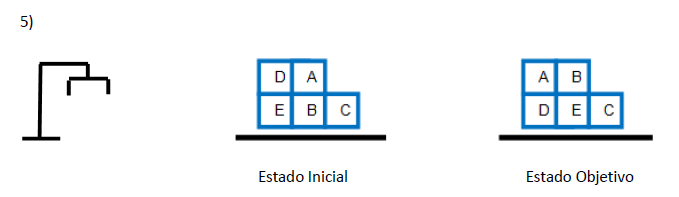 5)
D A
A B
E B C
D E C
Estado Inicial
Estado Objetivo